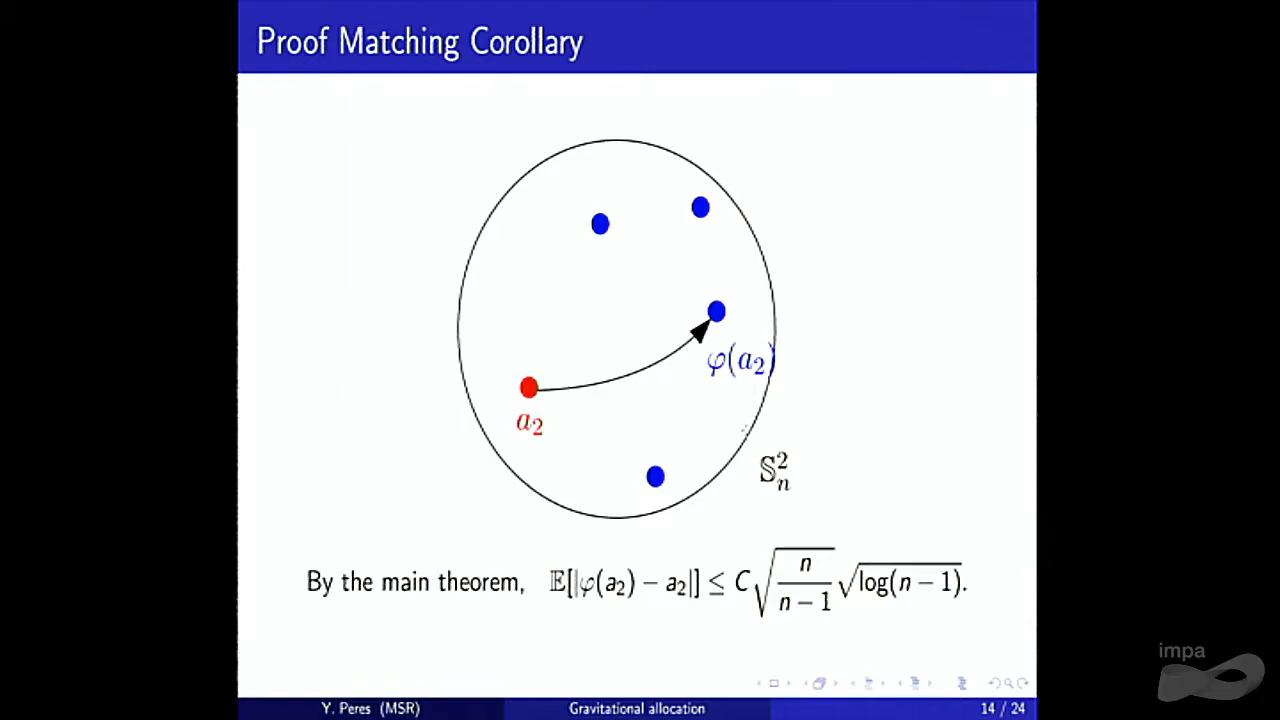 Proof Matching Corollary
φ(a₂)
a₂
𝕊²ₙ
By the main theorem, 𝔼[|φ(a₂) − a₂|] ≤ C√(n/(n − 1)) √log(n − 1).
impa
Y. Peres (MSR) Gravitational allocation 14 / 24